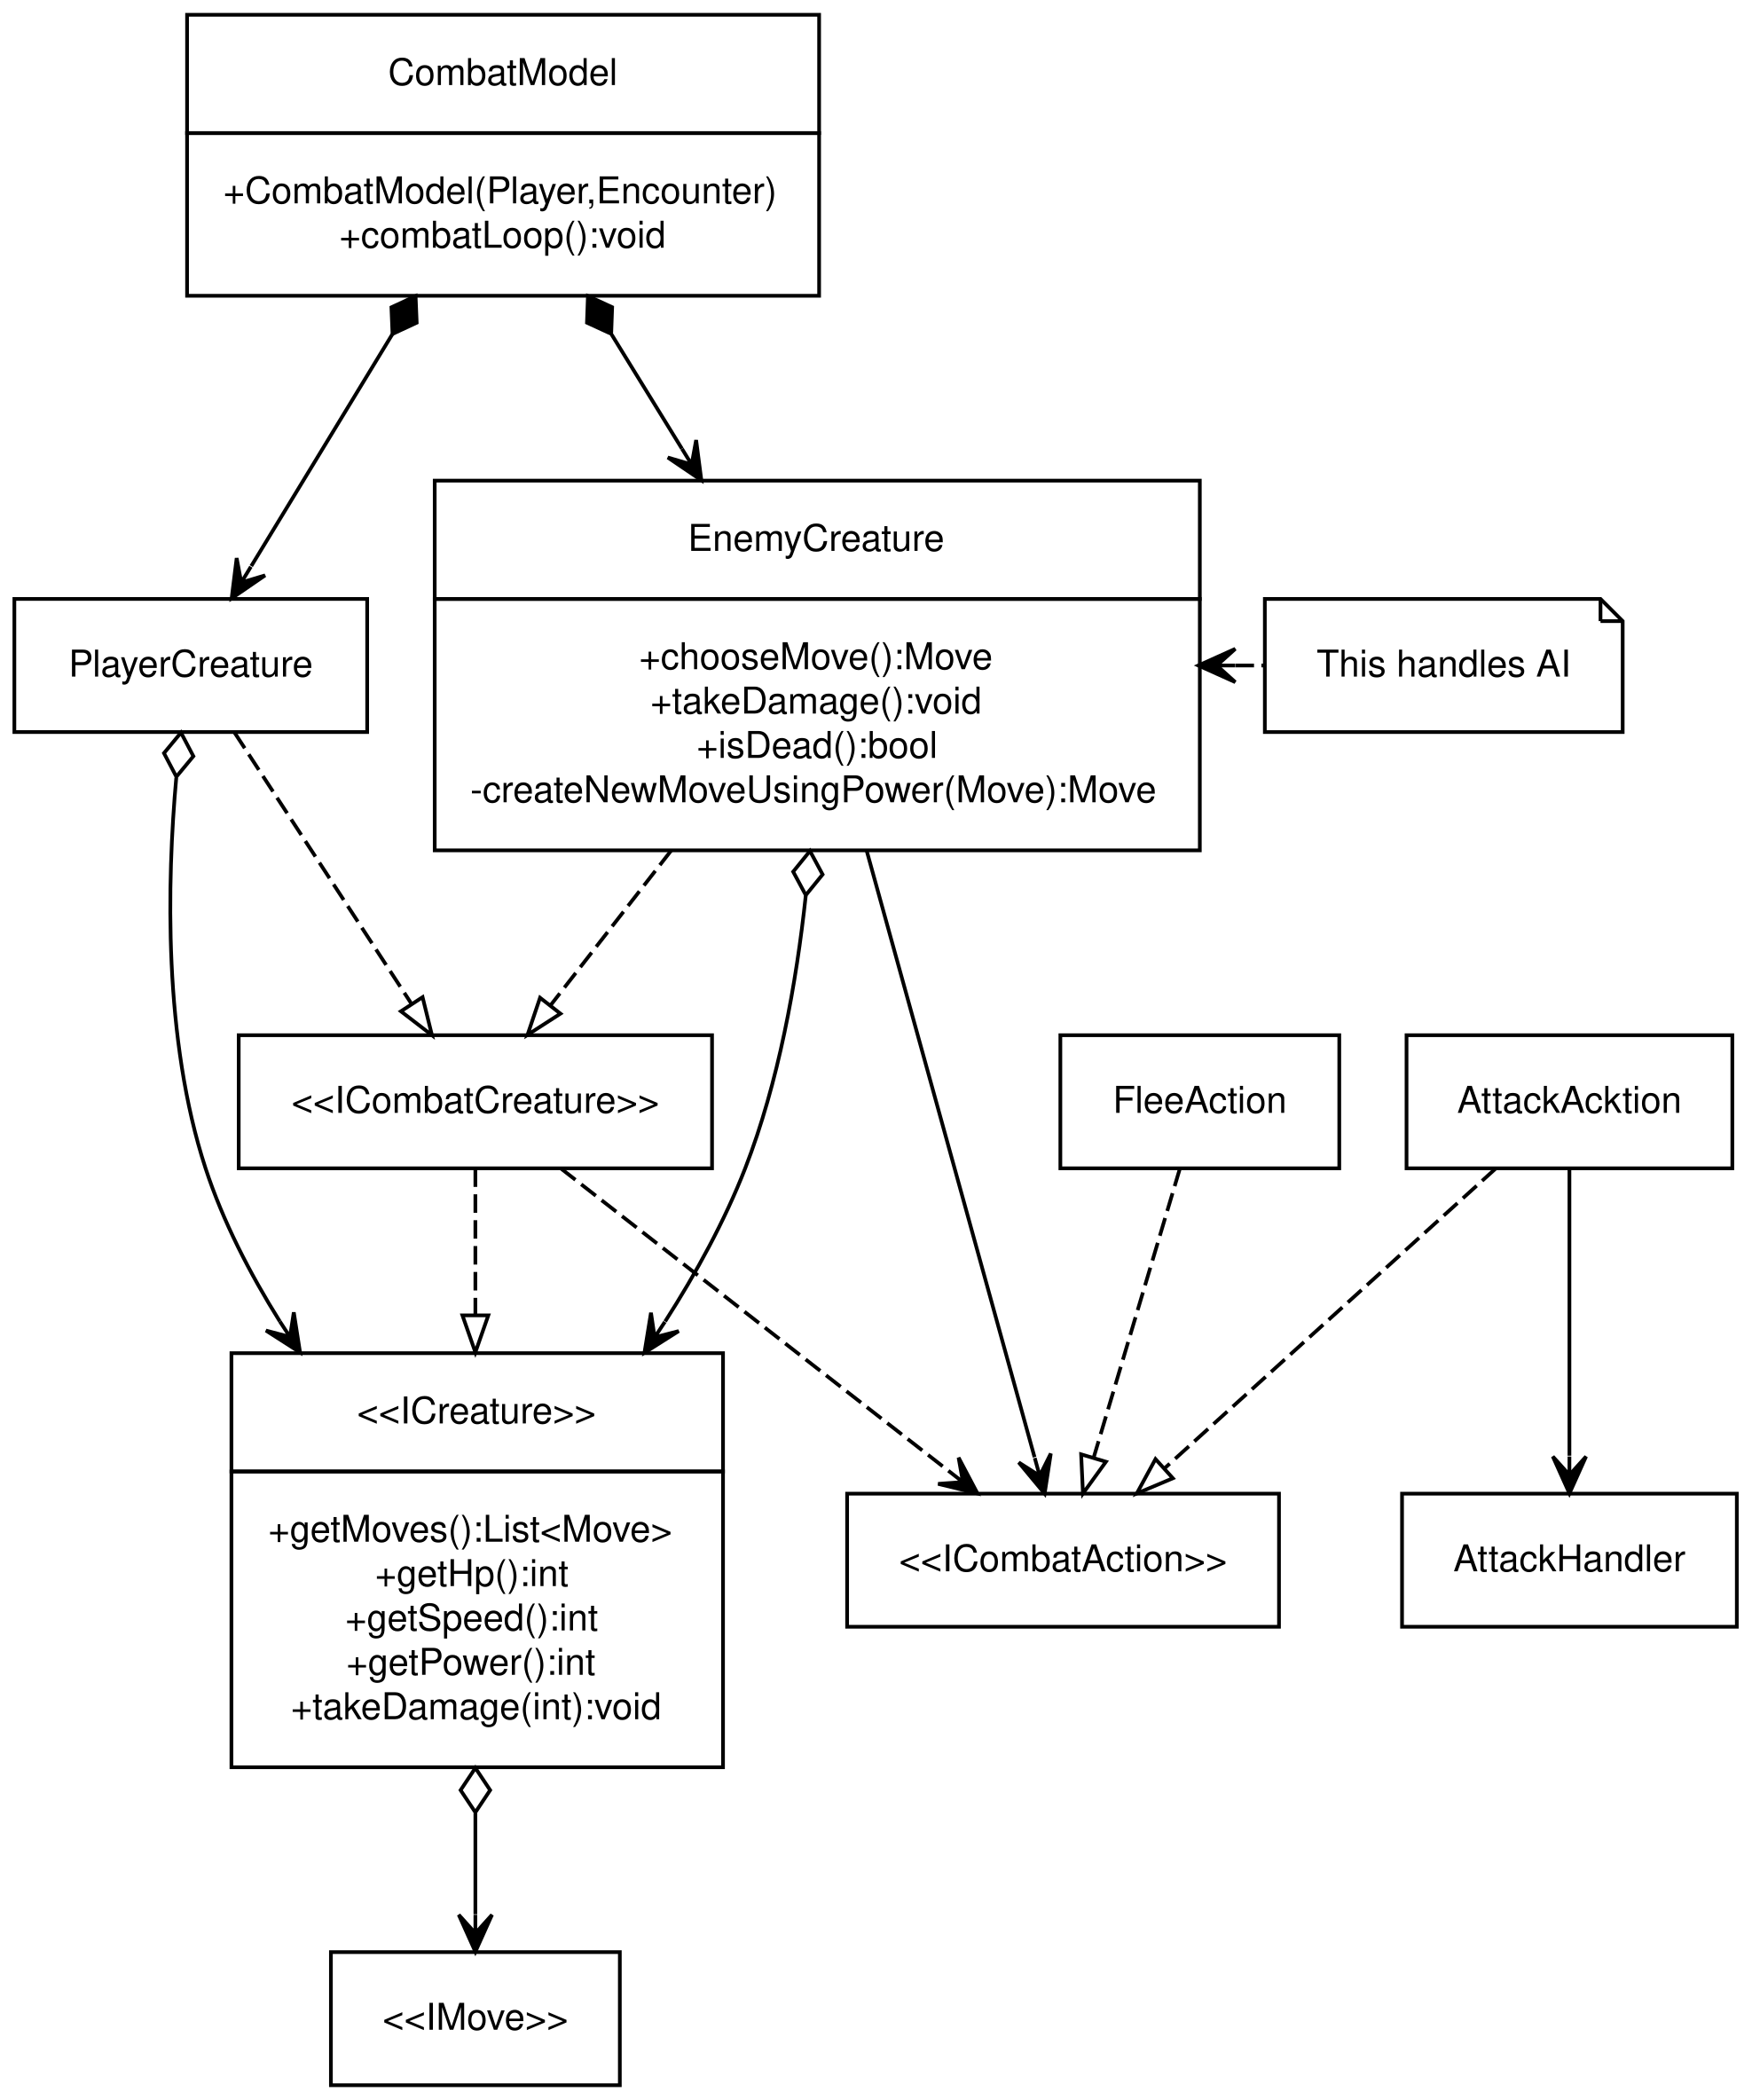 CombatModel
+CombatModel(Player,Encounter)
+combatLoop():void
EnemyCreature
+chooseMove():Move
+takeDamage():void
+isDead():bool
-createNewMoveUsingPower(Move):Move
PlayerCreature
This handles AI
<<ICombatCreature>>
FleeAction
AttackAcktion
<<ICreature>>
+getMoves():List<Move>
+getHp():int
+getSpeed():int
+getPower():int
+takeDamage(int):void
<<ICombatAction>>
AttackHandler
<<IMove>>